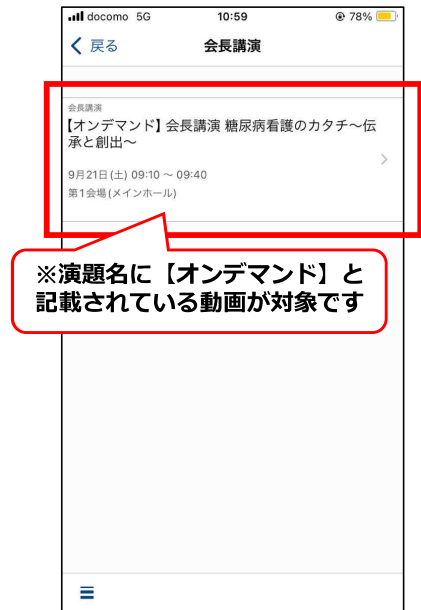 docomo 5G 10:59 78%
戻る 会長講演
会長講演
【オンデマンド】会長講演 糖尿病看護のカタチ〜伝
承と創出〜
9月21日(土) 09:10 〜 09:40
第1会場(メインホール)
※演題名に【オンデマンド】と
記載されている動画が対象です